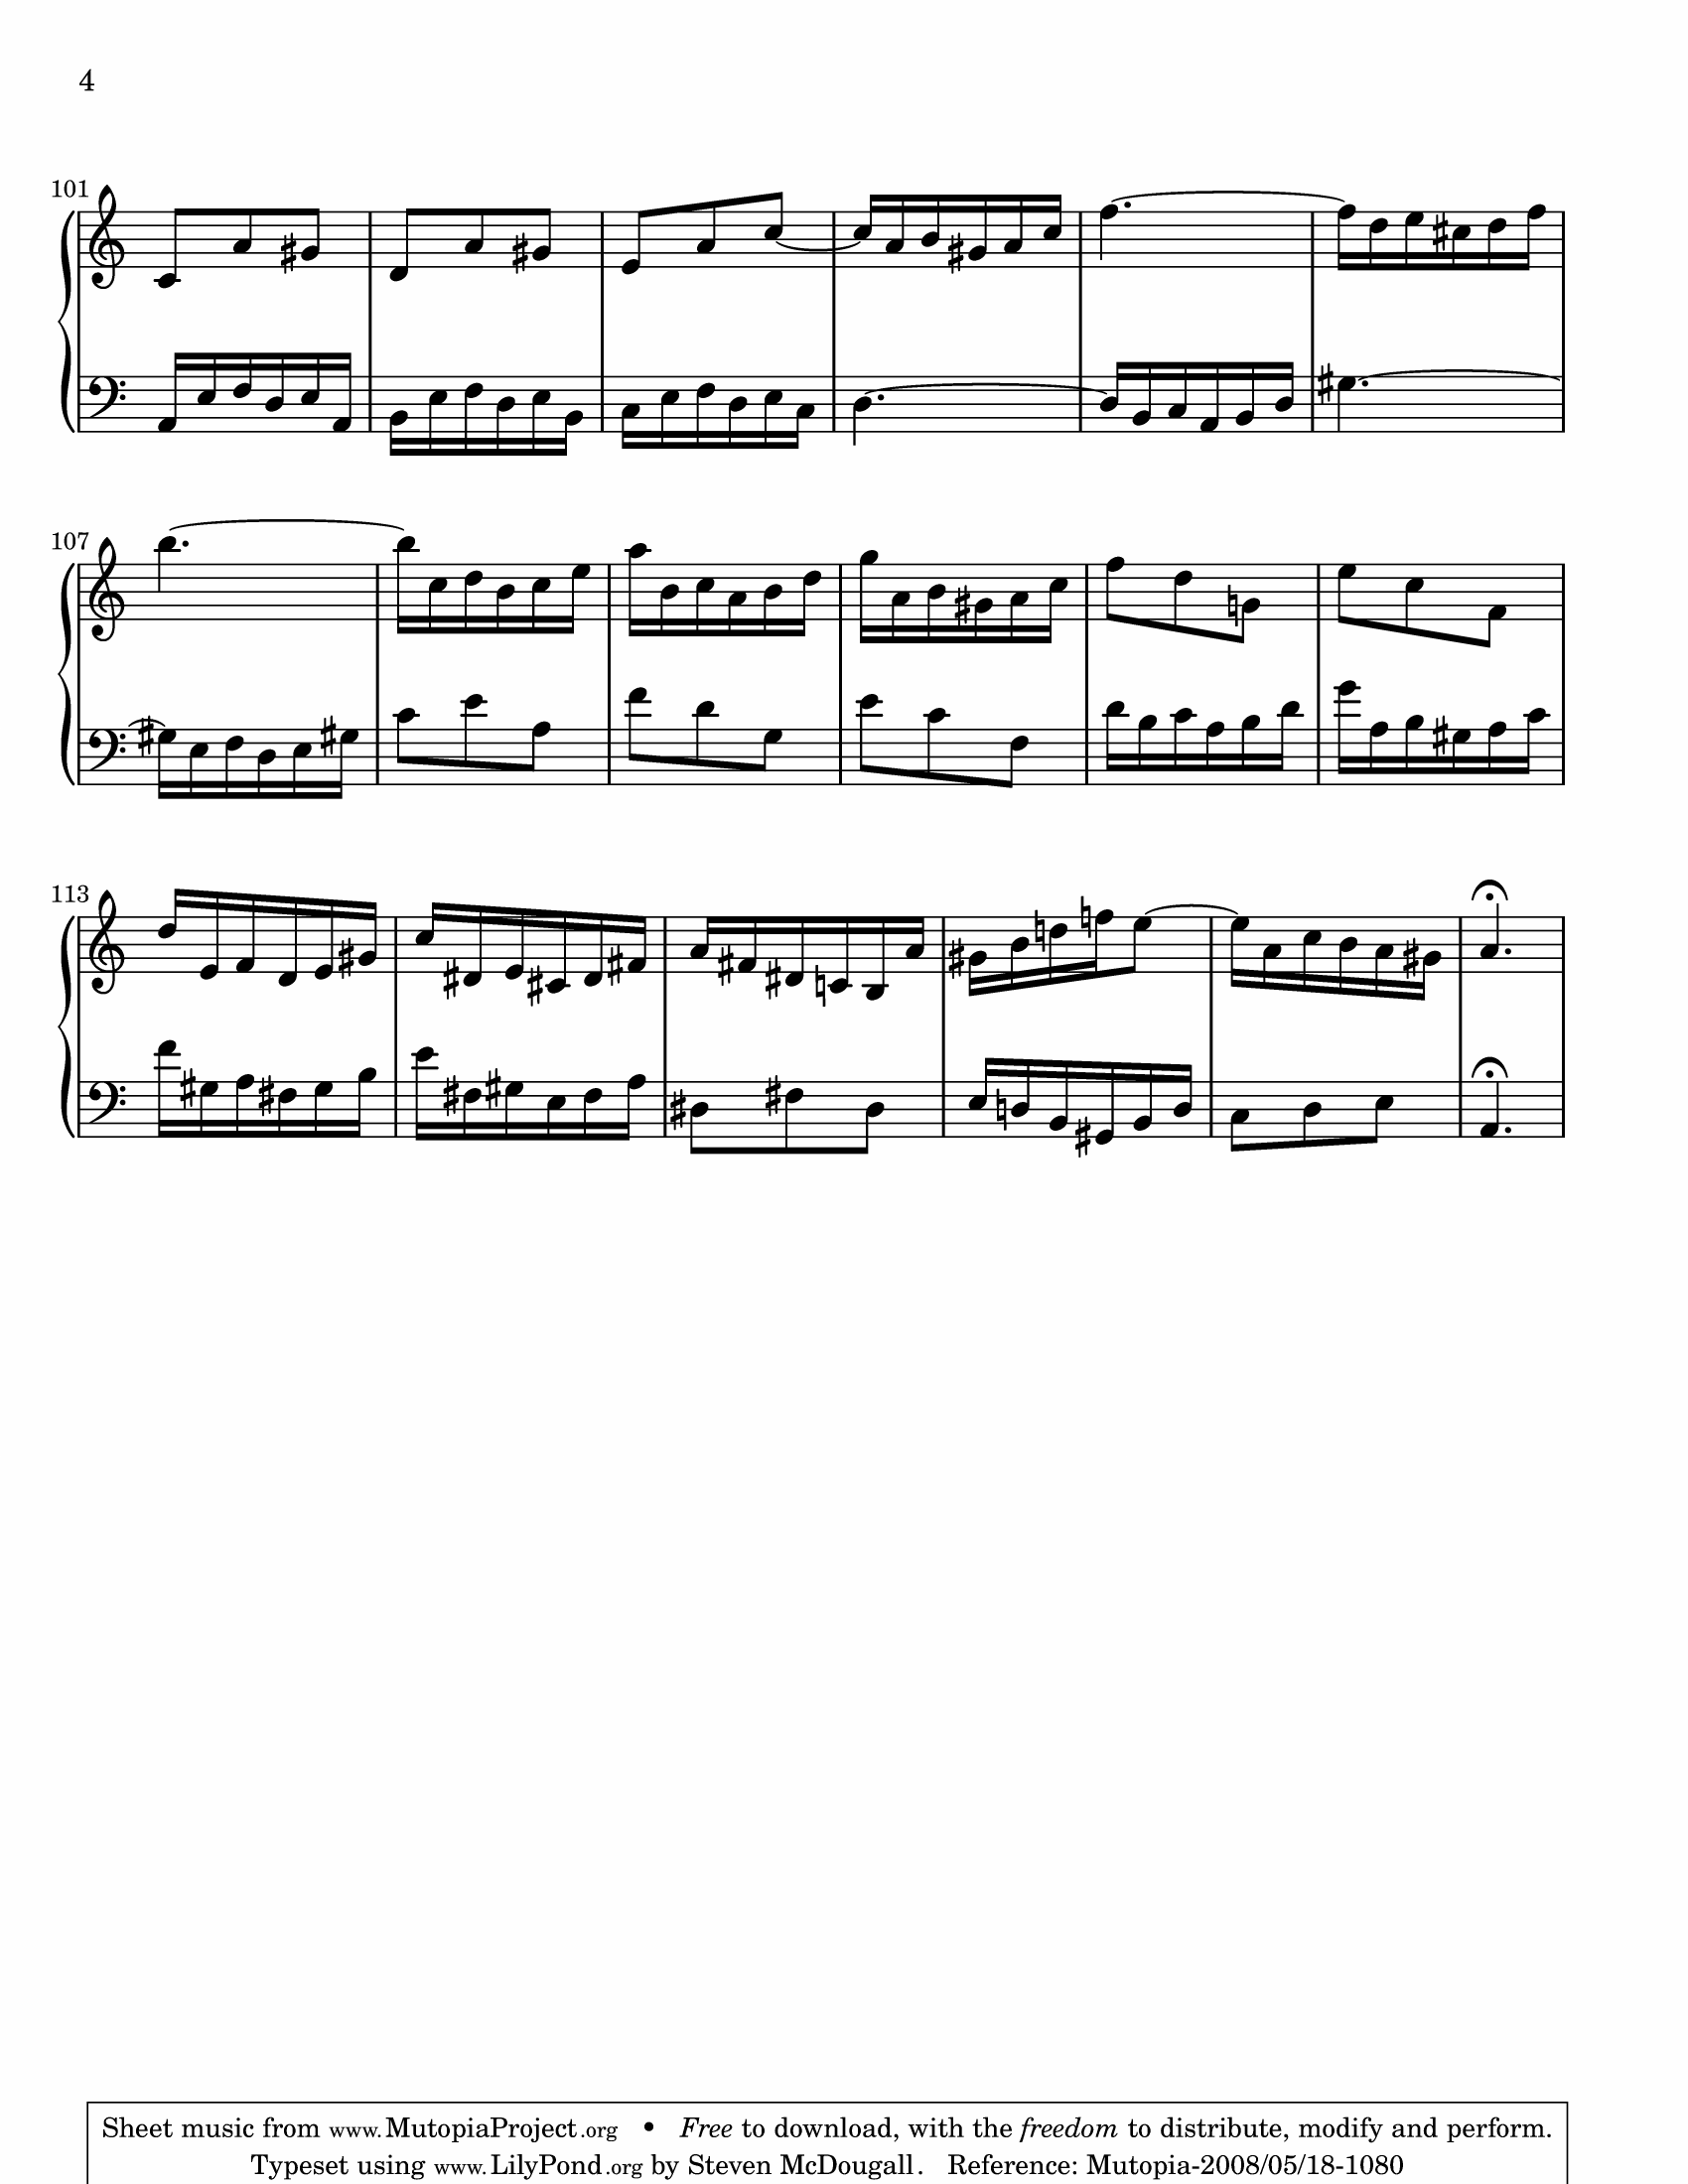 4
101
107
113
Sheet music from www.MutopiaProject.org • Free to download, with the freedom to distribute, modify and perform.
Typeset using www.LilyPond.org by Steven McDougall. Reference: Mutopia-2008/05/18-1080